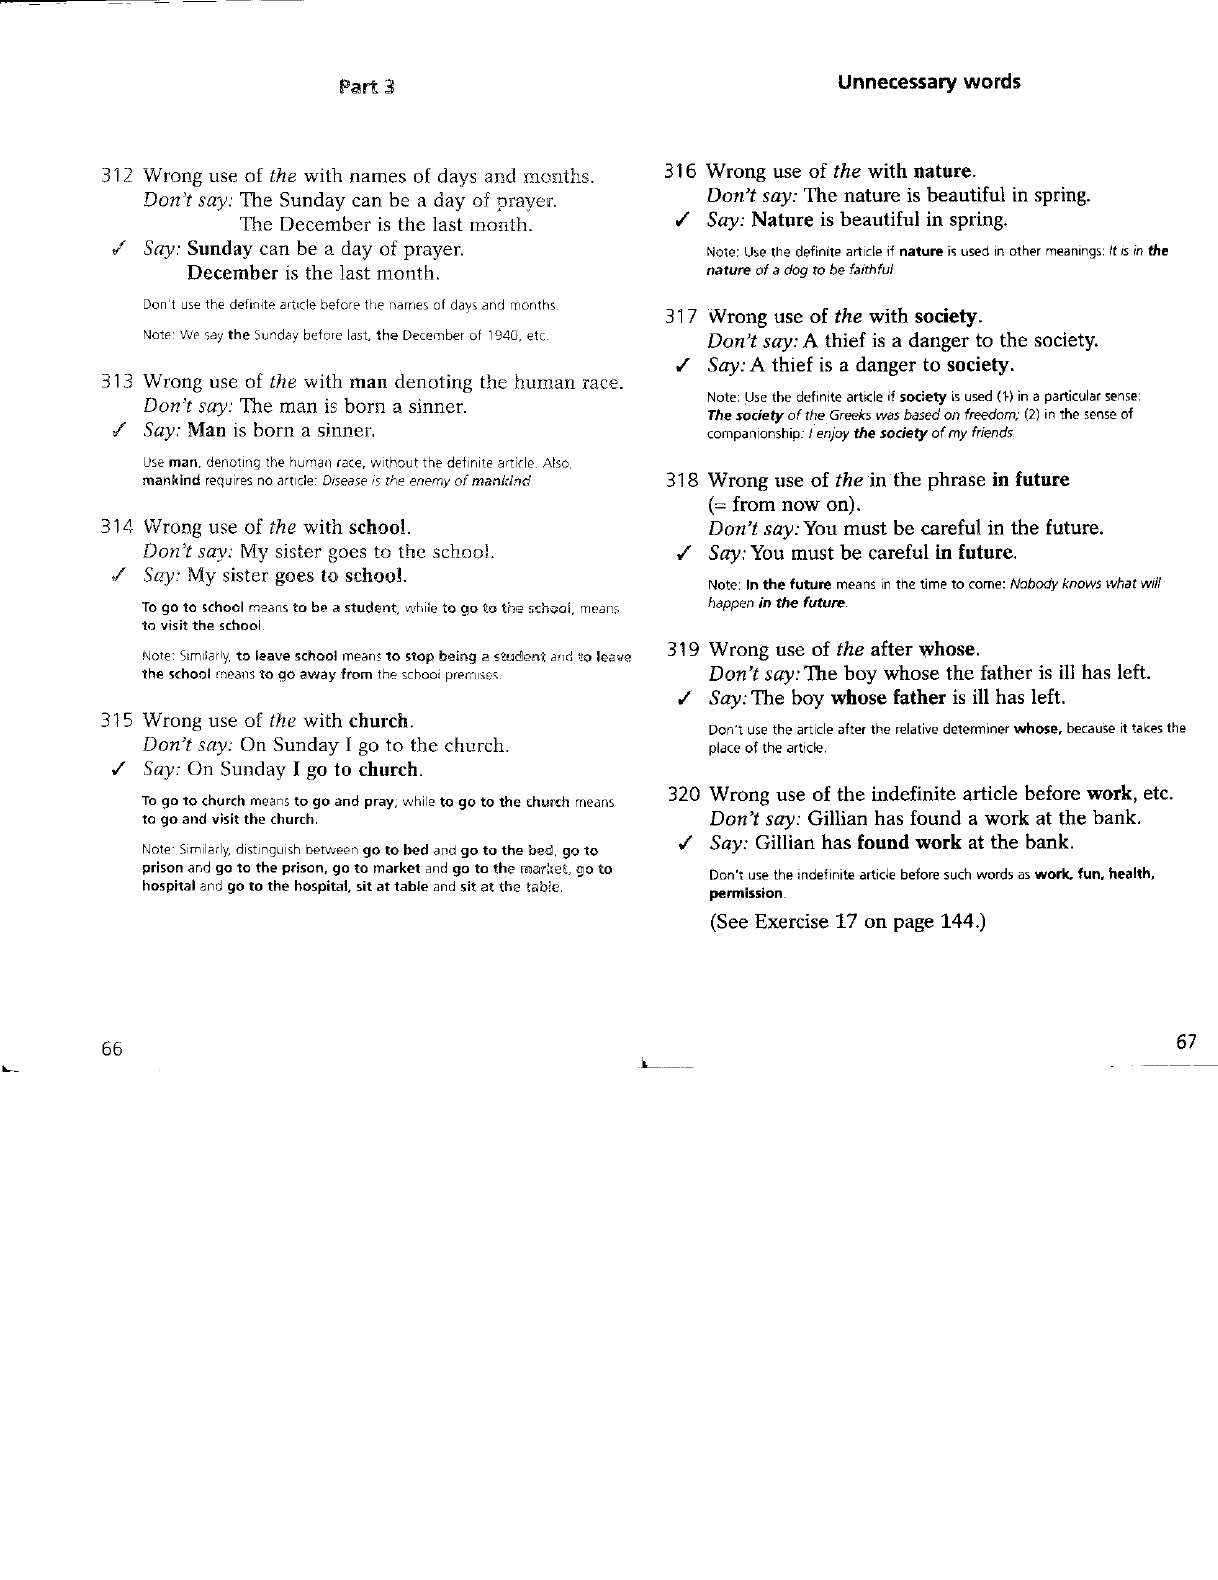 Part 3
312 Wrong use of the with names of days and months.
Don't say: The Sunday can be a day of prayer.
The December is the last month.
✓ Say: Sunday can be a day of prayer.
December is the last month.
Don't use the definite article before the names of days and months.
Note: We say the Sunday before last, the December of 1940, etc.
313 Wrong use of the with man denoting the human race.
Don't say: The man is born a sinner.
✓ Say: Man is born a sinner.
Use man, denoting the human race, without the definite article. Also,
mankind requires no article: Disease is the enemy of mankind.
314 Wrong use of the with school.
Don't say: My sister goes to the school.
✓ Say: My sister goes to school.
To go to school means to be a student, while to go to the school, means
to visit the school.
Note: Similarly, to leave school means to stop being a student and to leave
the school means to go away from the school premises.
315 Wrong use of the with church.
Don't say: On Sunday I go to the church.
✓ Say: On Sunday I go to church.
To go to church means to go and pray, while to go to the church means
to go and visit the church.
Note: Similarly, distinguish between go to bed and go to the bed, go to
prison and go to the prison, go to market and go to the market, go to
hospital and go to the hospital, sit at table and sit at the table.
66
Unnecessary words
316 Wrong use of the with nature.
Don't say: The nature is beautiful in spring.
✓ Say: Nature is beautiful in spring.
Note: Use the definite article if nature is used in other meanings: It is in the
nature of a dog to be faithful.
317 Wrong use of the with society.
Don't say: A thief is a danger to the society.
✓ Say: A thief is a danger to society.
Note: Use the definite article if society is used (1) in a particular sense:
The society of the Greeks was based on freedom; (2) in the sense of
companionship: I enjoy the society of my friends.
318 Wrong use of the in the phrase in future
(= from now on).
Don't say: You must be careful in the future.
✓ Say: You must be careful in future.
Note: In the future means in the time to come: Nobody knows what will
happen in the future.
319 Wrong use of the after whose.
Don't say: The boy whose the father is ill has left.
✓ Say: The boy whose father is ill has left.
Don't use the article after the relative determiner whose, because it takes the
place of the article.
320 Wrong use of the indefinite article before work, etc.
Don't say: Gillian has found a work at the bank.
✓ Say: Gillian has found work at the bank.
Don't use the indefinite article before such words as work, fun, health,
permission.
(See Exercise 17 on page 144.)
67